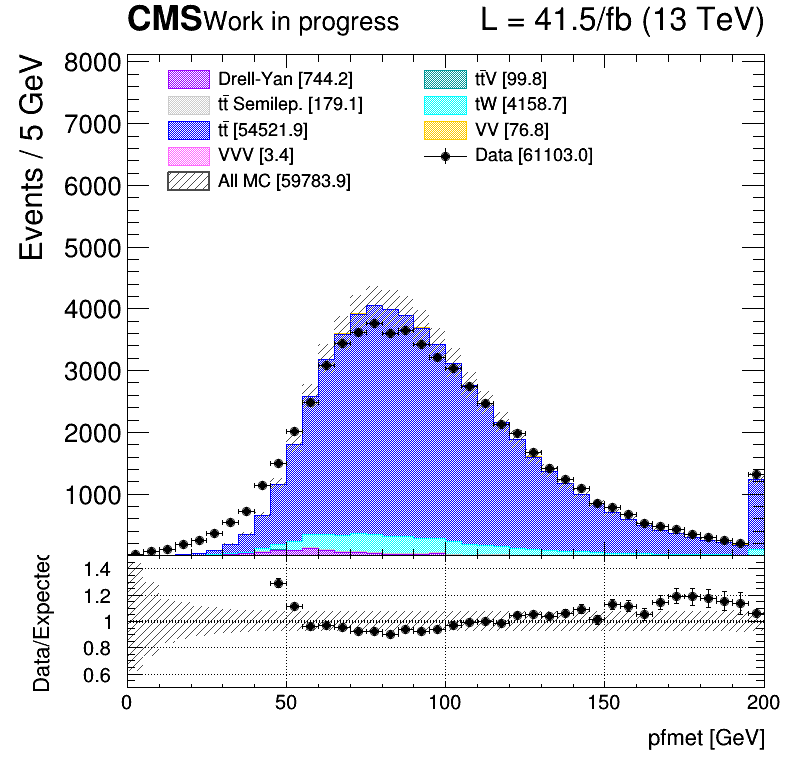 CMS Work in progress L = 41.5/fb (13 TeV)
Events / 5 GeV
8000
7000
6000
5000
4000
3000
2000
1000
Drell-Yan [744.2]
tt̄ Semilep. [179.1]
tt̄ [54521.9]
VVV [3.4]
All MC [59783.9]
tt̄V [99.8]
tW [4158.7]
VV [76.8]
Data [61103.0]
Data/Expected
1.4
1.2
1
0.8
0.6
0 50 100 150 200
pfmet [GeV]